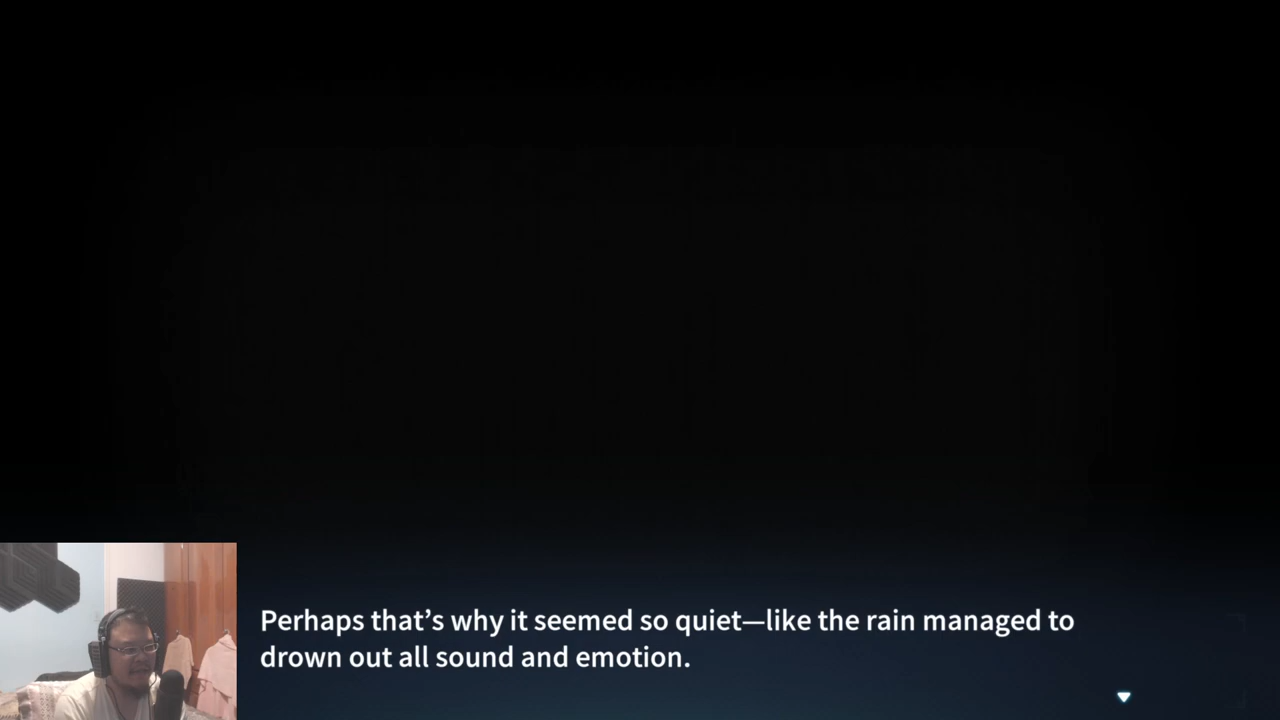 Perhaps that’s why it seemed so quiet—like the rain managed to
drown out all sound and emotion.